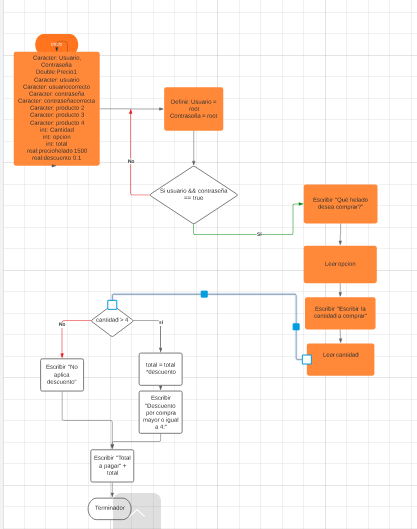 Inicio
Caracter: Usuario,
Contraseña
Double:Precio1
Caracter: usuario
Caracter: usuariocorrecto
Caracter: contraseña
Caracter: contraseñacorrecta
Caracter: producto 2
Caracter: producto 3
Caracter: producto 4
int: Cantidad
int: opcion
int: total
real:preciohelado 1500
real:descuento 0.1
Define: Usuario =
root
Contraseña = root
No
Si usuario && contraseña
== true
Si
Escribir "Qué helado
desea comprar?"
Leer opcion
Escribir "Escribir la
cantidad a comprar"
Leer cantidad
cantidad > 4
No
si
Escribir "No
aplica
descuento"
total = total
*descuento
Escribir
"Descuento
por compra
mayor o igual
a 4:"
Escribir "Total
a pagar" +
total
Terminador